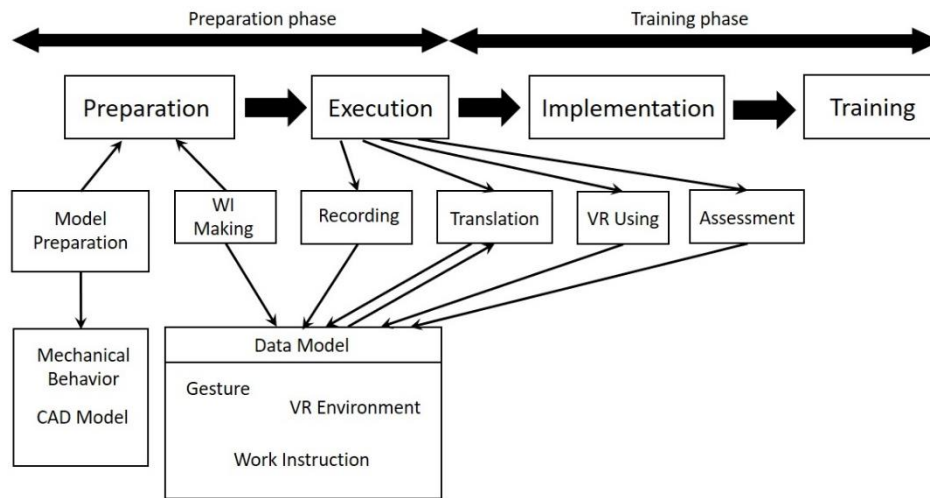 Preparation phase
Training phase
Preparation
Execution
Implementation
Training
Model
Preparation
WI
Making
Recording
Translation
VR Using
Assessment
Mechanical
Behavior
CAD Model
Data Model
Gesture
VR Environment
Work Instruction